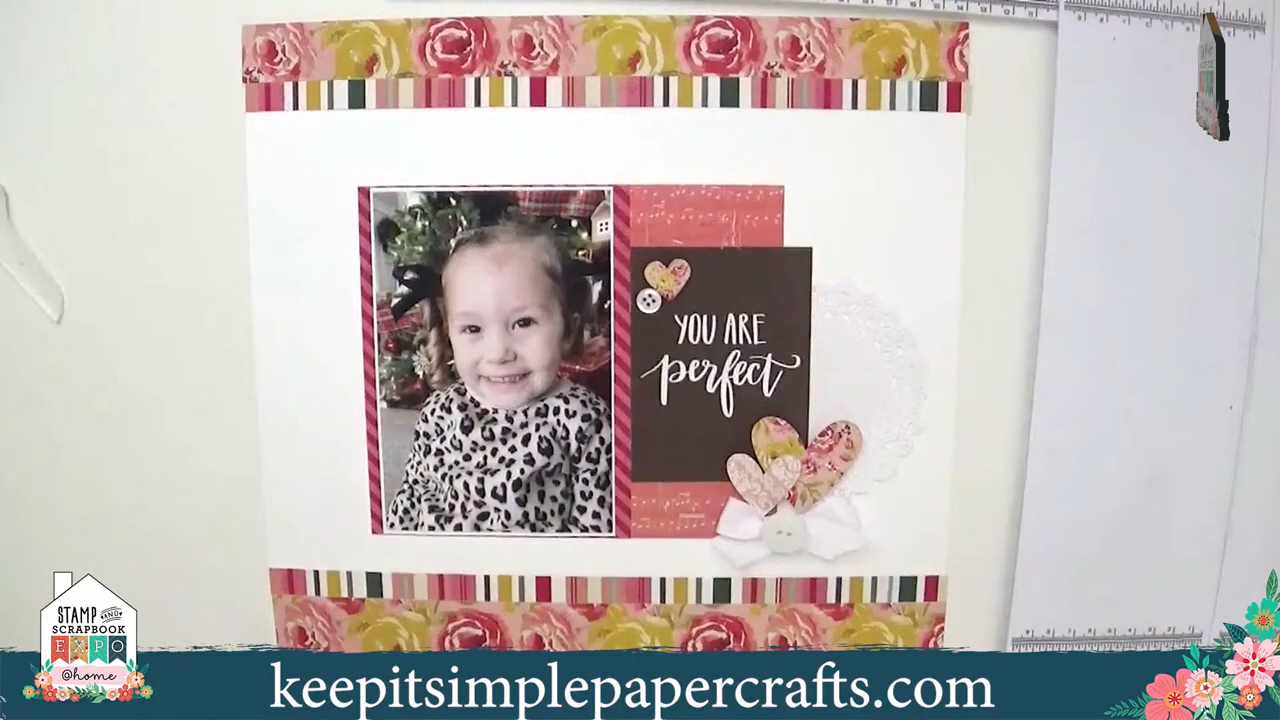 YOU ARE
perfect
STAMP AND
SCRAPBOOK
EXPO
@home
keepitsimplepapercrafts.com